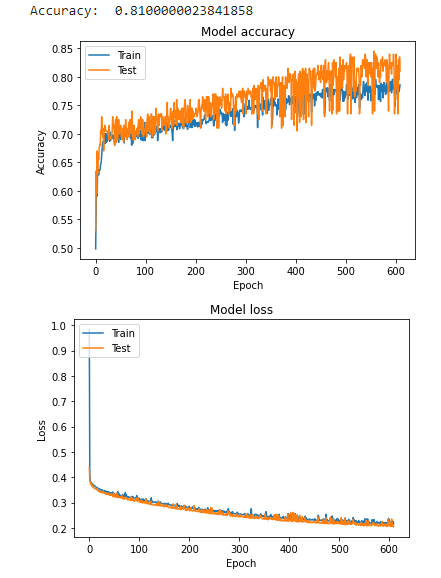 Accuracy:  0.8100000023841858
Model accuracy
Train
Test
0.85
0.80
0.75
0.70
0.65
0.60
0.55
0.50
Accuracy
0 100 200 300 400 500 600
Epoch
Model loss
Train
Test
1.0
0.9
0.8
0.7
0.6
0.5
0.4
0.3
0.2
Loss
0 100 200 300 400 500 600
Epoch